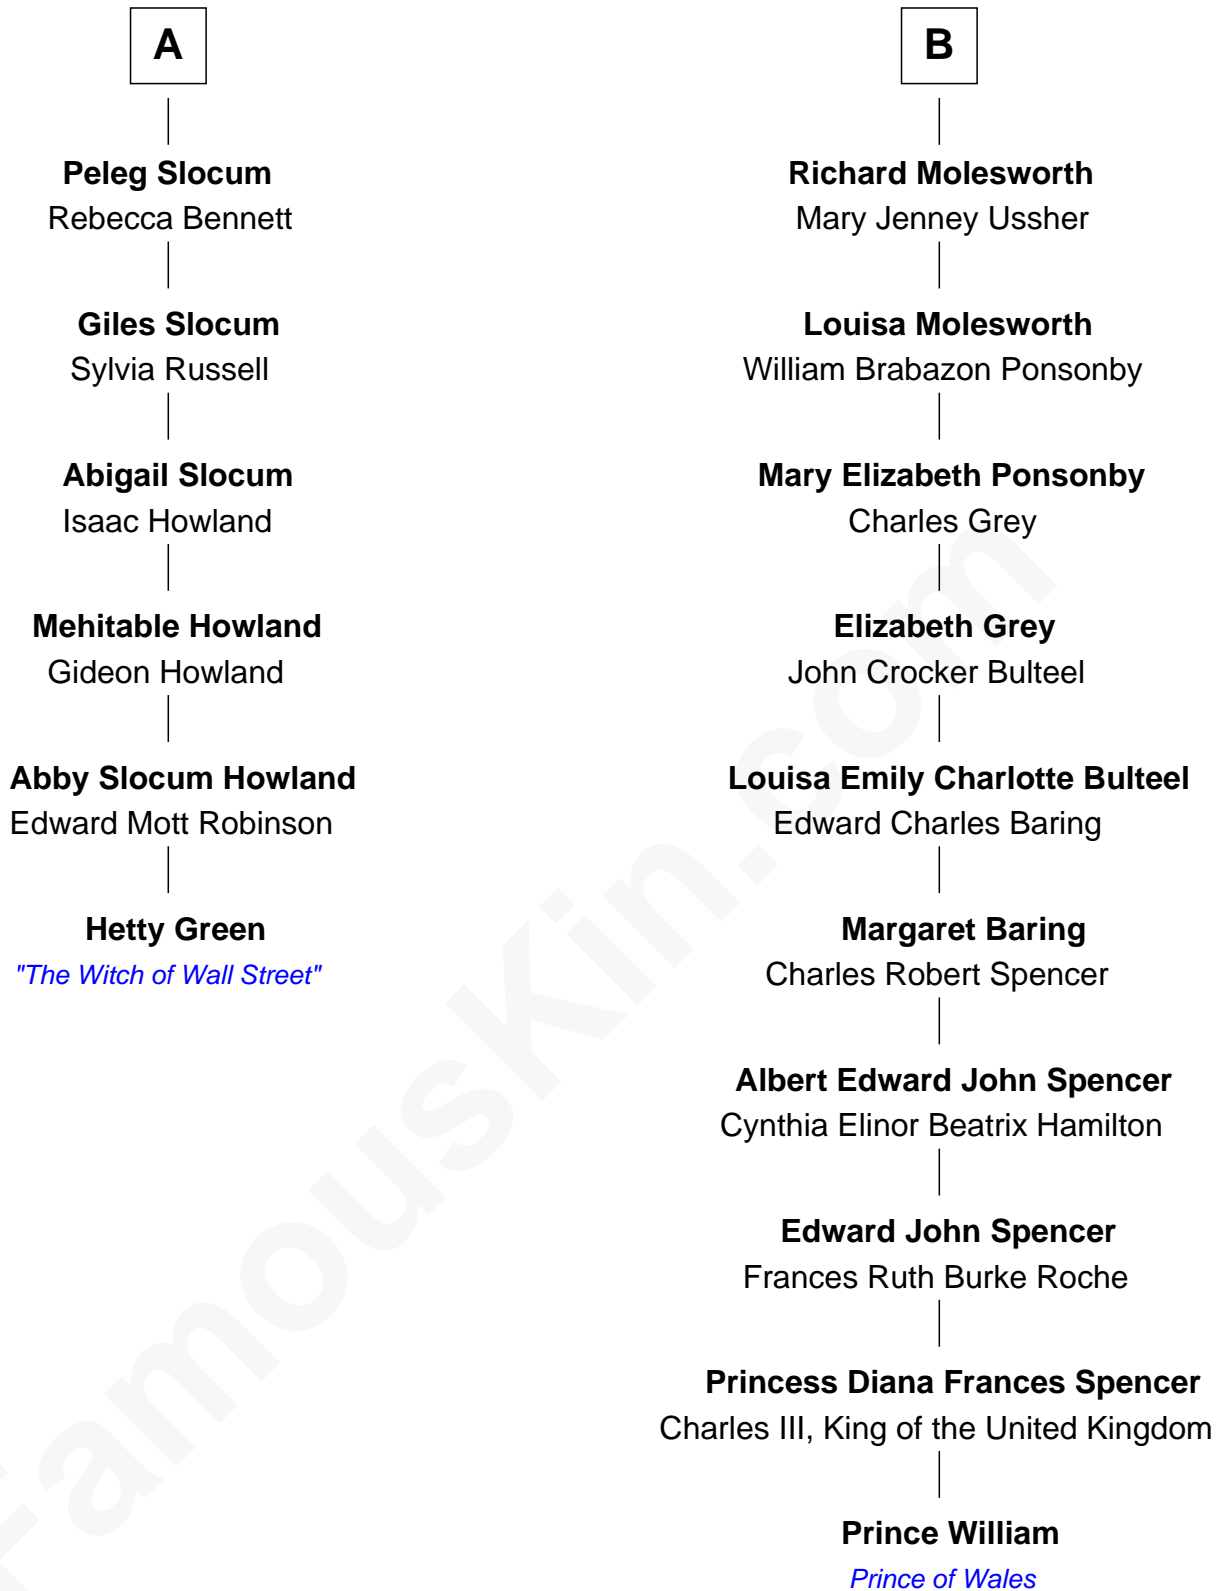 A
Peleg Slocum
Rebecca Bennett
Giles Slocum
Sylvia Russell
Abigail Slocum
Isaac Howland
Mehitable Howland
Gideon Howland
Abby Slocum Howland
Edward Mott Robinson
Hetty Green
"The Witch of Wall Street"
B
Richard Molesworth
Mary Jenney Ussher
Louisa Molesworth
William Brabazon Ponsonby
Mary Elizabeth Ponsonby
Charles Grey
Elizabeth Grey
John Crocker Bulteel
Louisa Emily Charlotte Bulteel
Edward Charles Baring
Margaret Baring
Charles Robert Spencer
Albert Edward John Spencer
Cynthia Elinor Beatrix Hamilton
Edward John Spencer
Frances Ruth Burke Roche
Princess Diana Frances Spencer
Charles III, King of the United Kingdom
Prince William
Prince of Wales
FamousKin.com